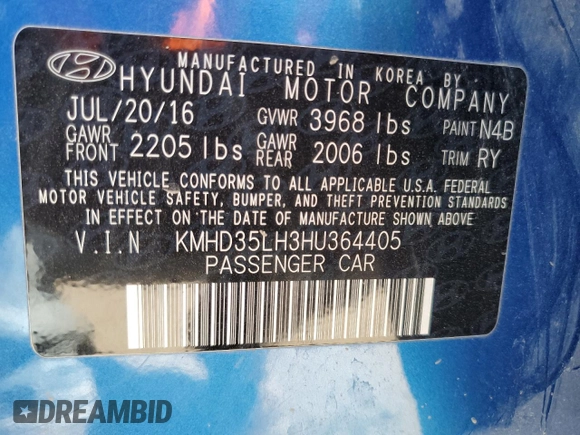 MANUFACTURED IN KOREA BY
HYUNDAI MOTOR COMPANY
JUL/20/16 GVWR 3968 lbs PAINT N4B
GAWR FRONT 2205 lbs GAWR REAR 2006 lbs TRIM RY
THIS VEHICLE CONFORMS TO ALL APPLICABLE U.S.A. FEDERAL
MOTOR VEHICLE SAFETY, BUMPER, AND THEFT PREVENTION STANDARDS
IN EFFECT ON THE DATE OF MANUFACTURE SHOWN ABOVE
V.I.N KMHD35LH3HU364405
PASSENGER CAR
DREAMBID